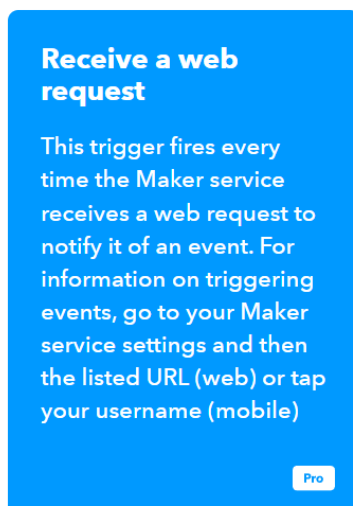 Receive a web
request
This trigger fires every
time the Maker service
receives a web request to
notify it of an event. For
information on triggering
events, go to your Maker
service settings and then
the listed URL (web) or tap
your username (mobile)
Pro